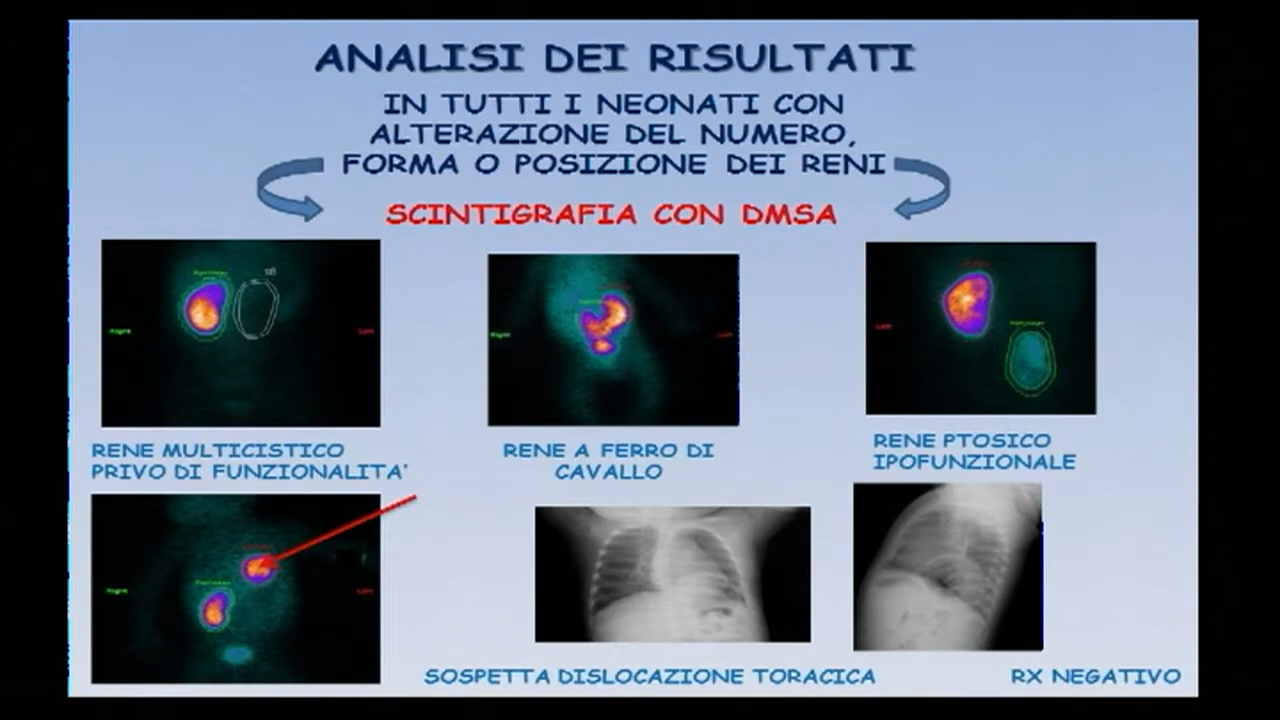 ANALISI DEI RISULTATI
IN TUTTI I NEONATI CON
ALTERAZIONE DEL NUMERO,
FORMA O POSIZIONE DEI RENI
SCINTIGRAFIA CON DMSA
RENE MULTICISTICO
PRIVO DI FUNZIONALITA'
RENE A FERRO DI
CAVALLO
RENE PTOSICO
IPOFUNZIONALE
SOSPETTA DISLOCAZIONE TORACICA
RX NEGATIVO